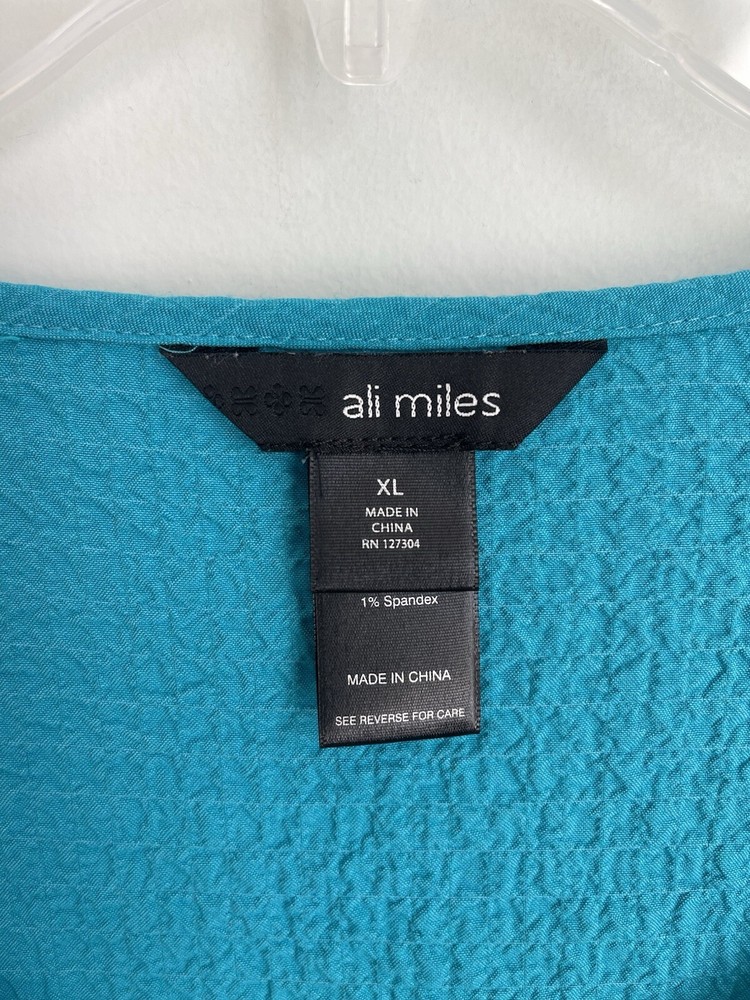 ali miles
XL
MADE IN
CHINA
RN 127304
1% Spandex
MADE IN CHINA
SEE REVERSE FOR CARE